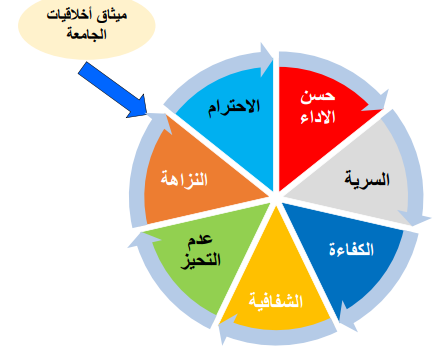 ميثاق أخلاقيات
الجامعة
حسن
الاداء
السرية
الكفاءة
الشفافية
عدم
التحيز
النزاهة
الاحترام